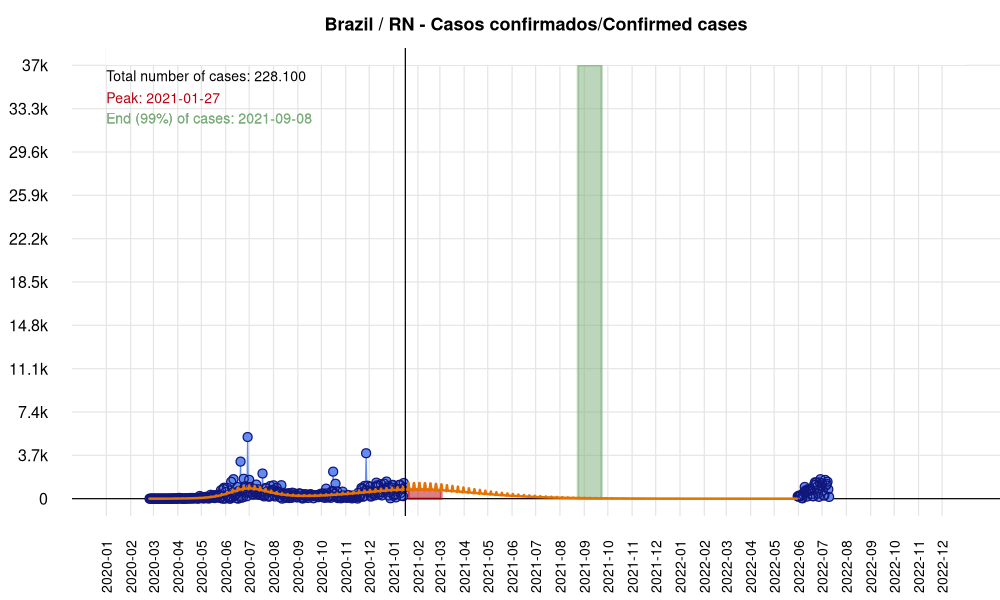 Brazil / RN - Casos confirmados/Confirmed cases
37k
33.3k
29.6k
25.9k
22.2k
18.5k
14.8k
11.1k
7.4k
3.7k
0
Total number of cases: 228.100
Peak: 2021-01-27
End (99%) of cases: 2021-09-08
2020-01
2020-02
2020-03
2020-04
2020-05
2020-06
2020-07
2020-08
2020-09
2020-10
2020-11
2020-12
2021-01
2021-02
2021-03
2021-04
2021-05
2021-06
2021-07
2021-08
2021-09
2021-10
2021-11
2021-12
2022-01
2022-02
2022-03
2022-04
2022-05
2022-06
2022-07
2022-08
2022-09
2022-10
2022-11
2022-12